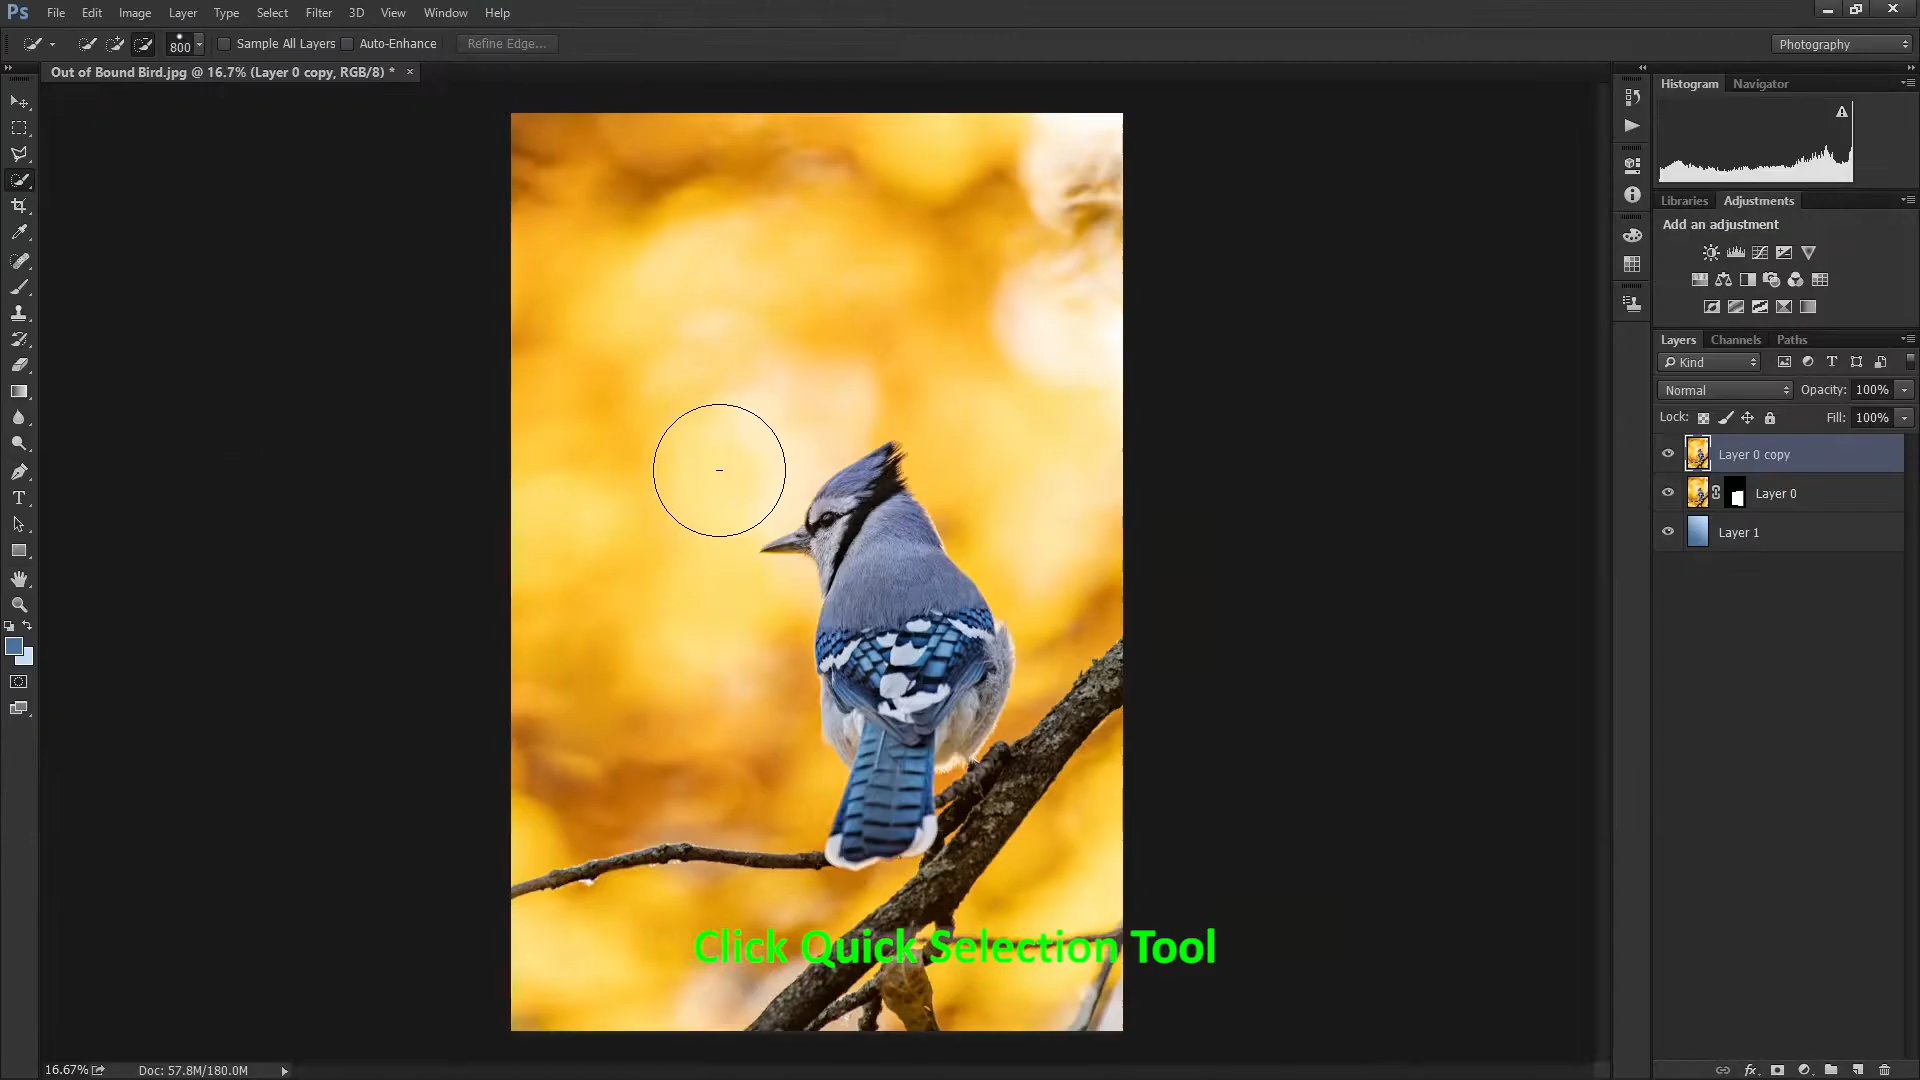 Ps File Edit Image Layer Type Select Filter 3D View Window Help
800 Sample All Layers Auto-Enhance Refine Edge... Photography
Out of Bound Bird.jpg @ 16.7% (Layer 0 copy, RGB/8) * ×
Histogram Navigator
Libraries Adjustments
Add an adjustment
Layers Channels Paths
Kind
Normal Opacity: 100%
Lock: Fill: 100%
Layer 0 copy
Layer 0
Layer 1
Click Quick Selection Tool
16.67% Doc: 57.8M/180.0M